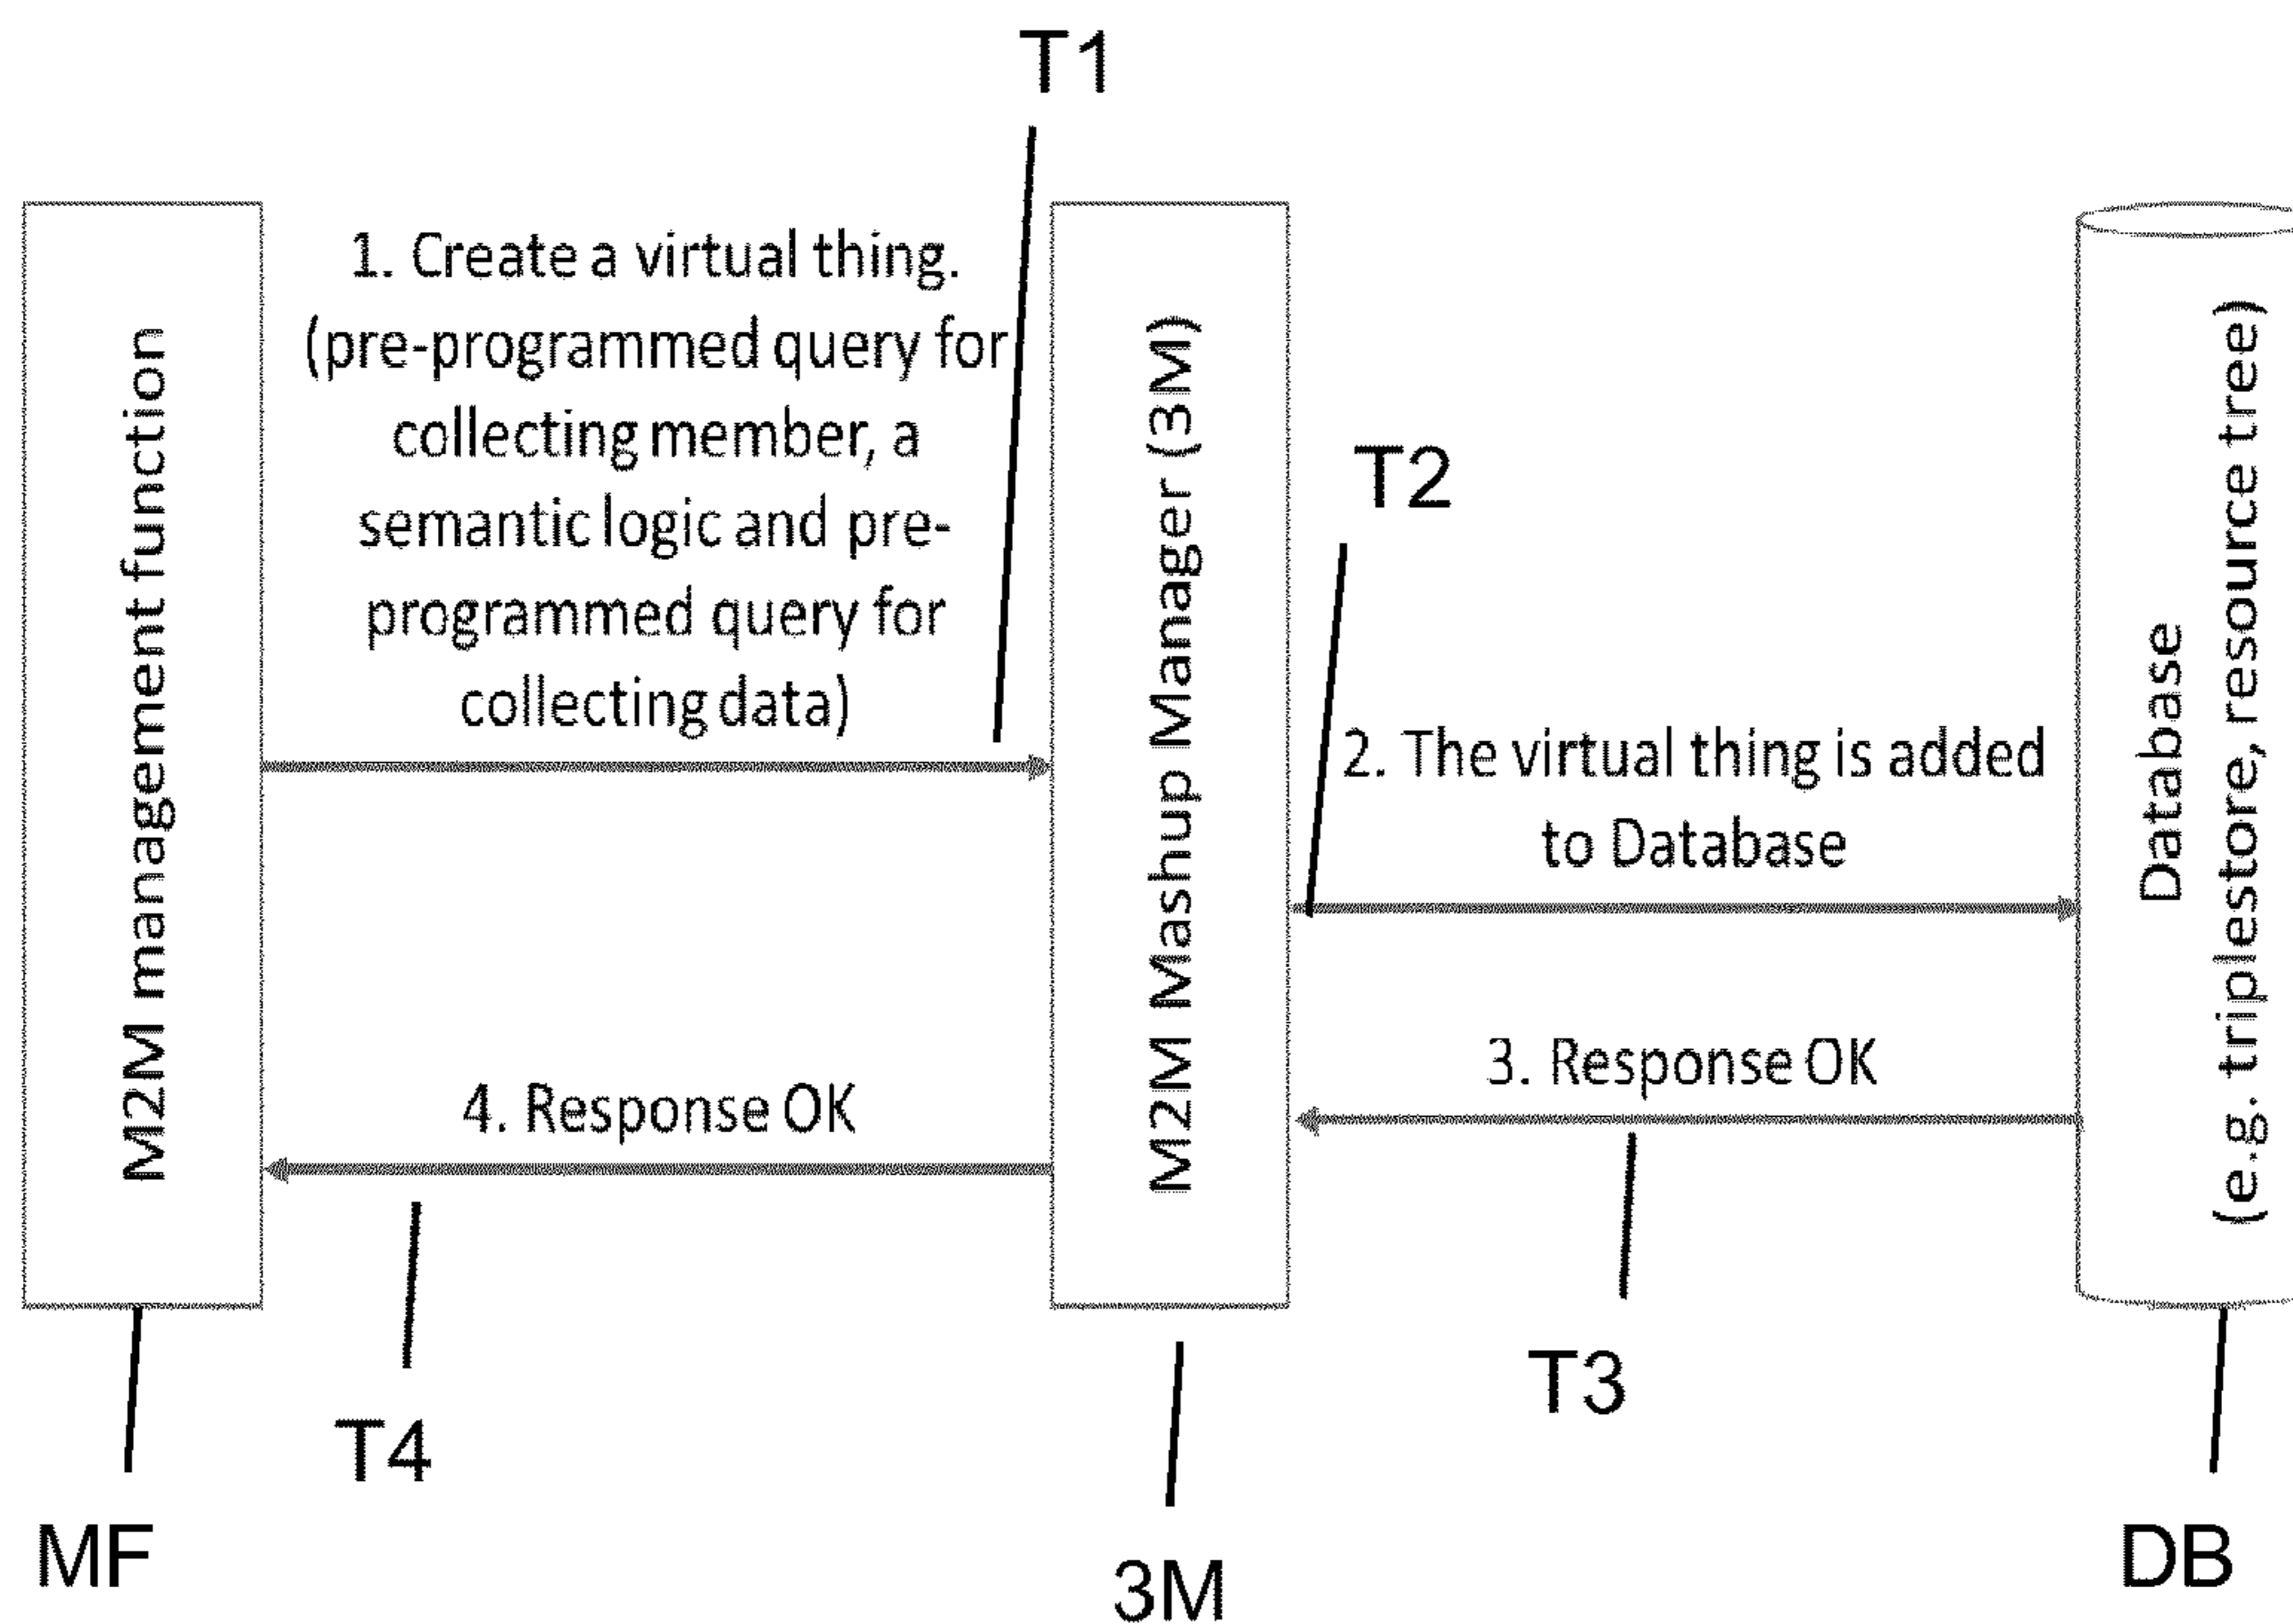 T1
M2M management function
1. Create a virtual thing.
(pre-programmed query for
collecting member, a
semantic logic and pre-
programmed query for
collecting data)
M2M Mashup Manager (3M)
T2
2. The virtual thing is added
to Database
Database
(e.g. triplestore, resource tree)
3. Response OK
4. Response OK
T3
T4
MF
3M
DB